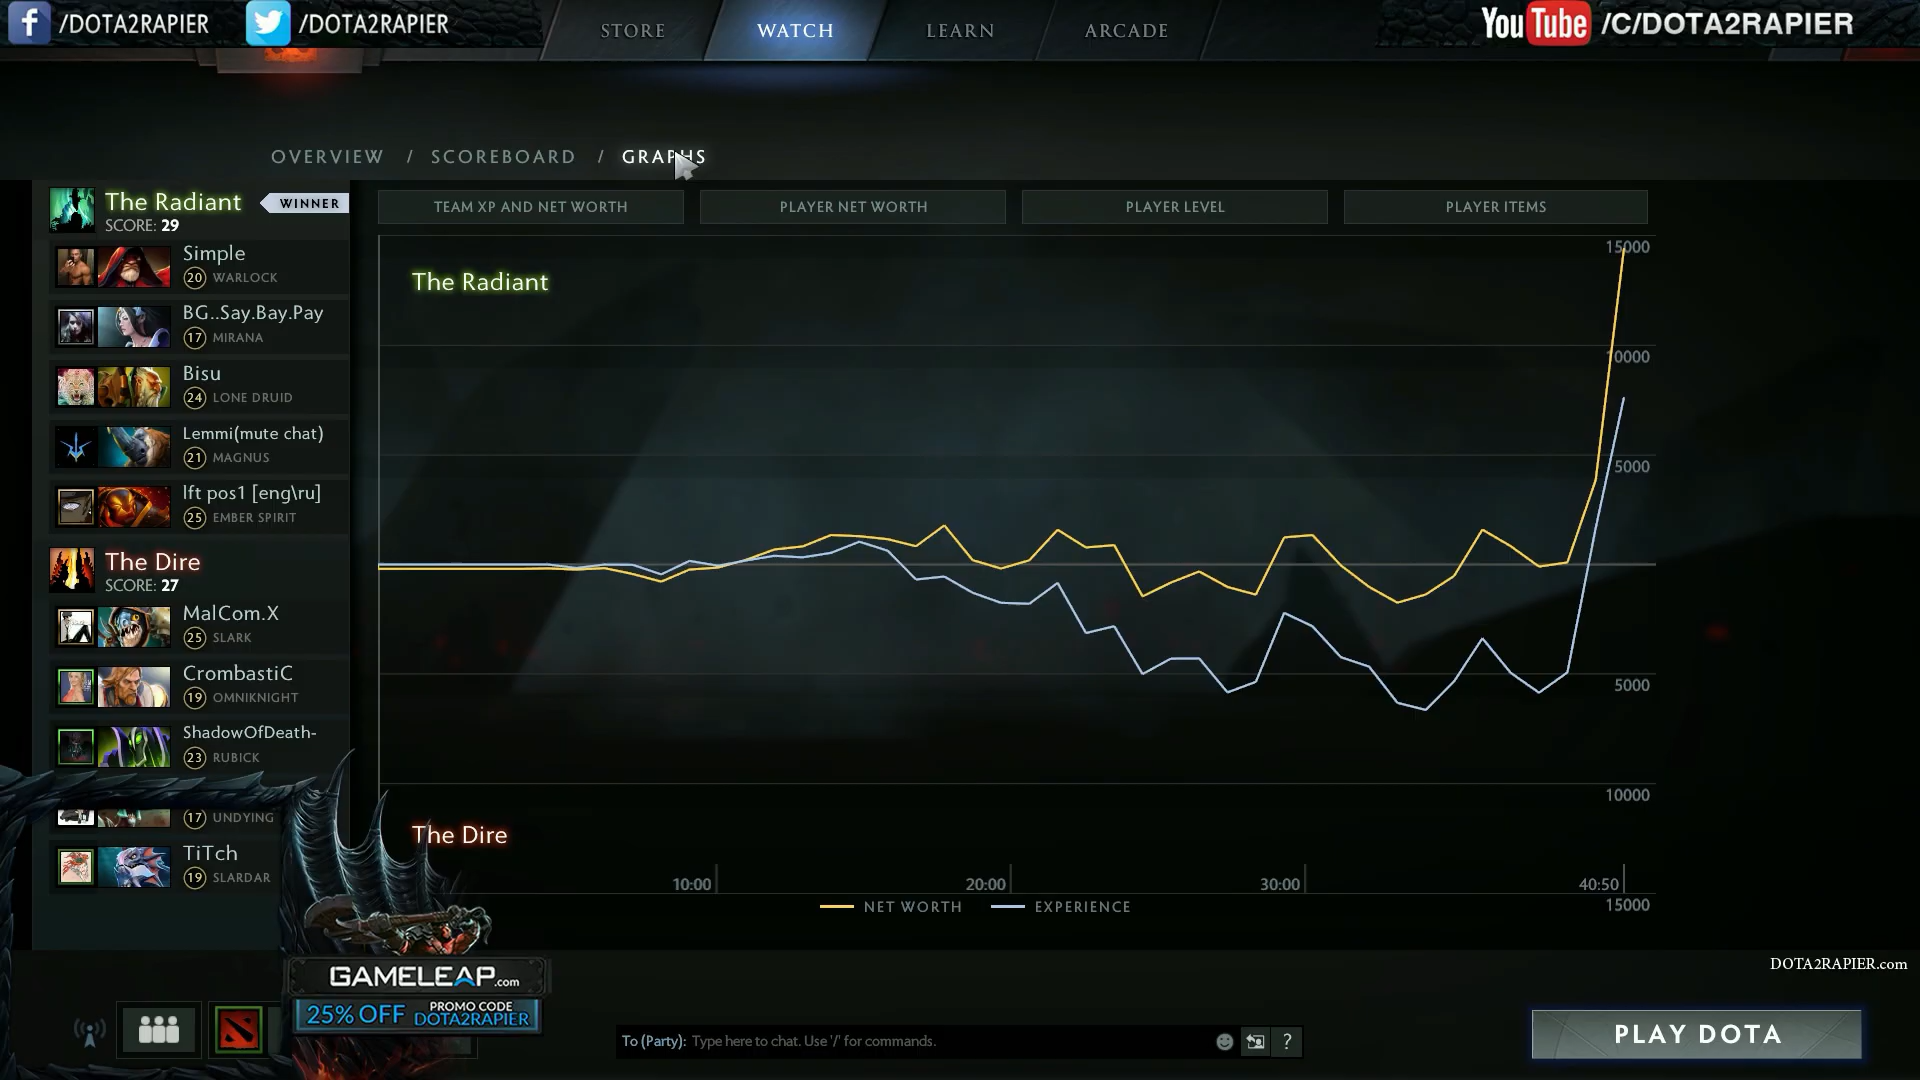 /DOTA2RAPIER
/DOTA2RAPIER
STORE
WATCH
LEARN
ARCADE
YouTube /C/DOTA2RAPIER
OVERVIEW / SCOREBOARD / GRAPHS
The Radiant
WINNER
SCORE: 29
Simple
20 WARLOCK
BG..Say.Bay.Pay
17 MIRANA
Bisu
24 LONE DRUID
Lemmi(mute chat)
21 MAGNUS
lft pos1 [eng\ru]
25 EMBER SPIRIT
The Dire
SCORE: 27
MalCom.X
25 SLARK
CrombastiC
19 OMNIKNIGHT
ShadowOfDeath-
23 RUBICK
17 UNDYING
TiTch
19 SLARDAR
TEAM XP AND NET WORTH
PLAYER NET WORTH
PLAYER LEVEL
PLAYER ITEMS
The Radiant
15000
10000
5000
5000
10000
15000
The Dire
10:00
20:00
30:00
40:50
NET WORTH
EXPERIENCE
GAMELEAP.com
25% OFF PROMO CODE
DOTA2RAPIER
To (Party): Type here to chat. Use '/' for commands.
?
DOTA2RAPIER.com
PLAY DOTA